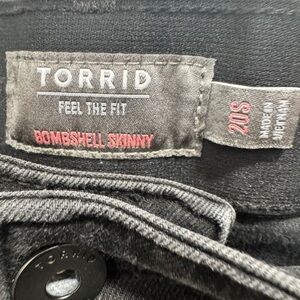 TORRID
FEEL THE FIT
BOMBSHELL SKINNY
20S
MADE IN
VIETNAM
TORRID